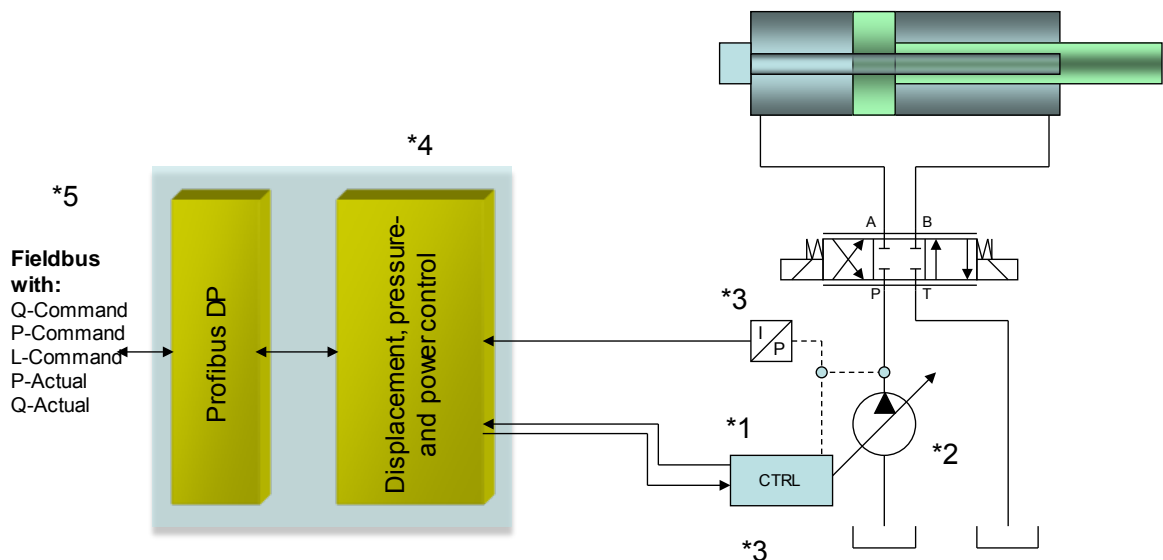 *4
*5
Fieldbus
with:
Q-Command
P-Command
L-Command
P-Actual
Q-Actual
Profibus DP
Displacement, pressure-
and power control
A
B
P
T
*3
I
P
*1
CTRL
*2
*3